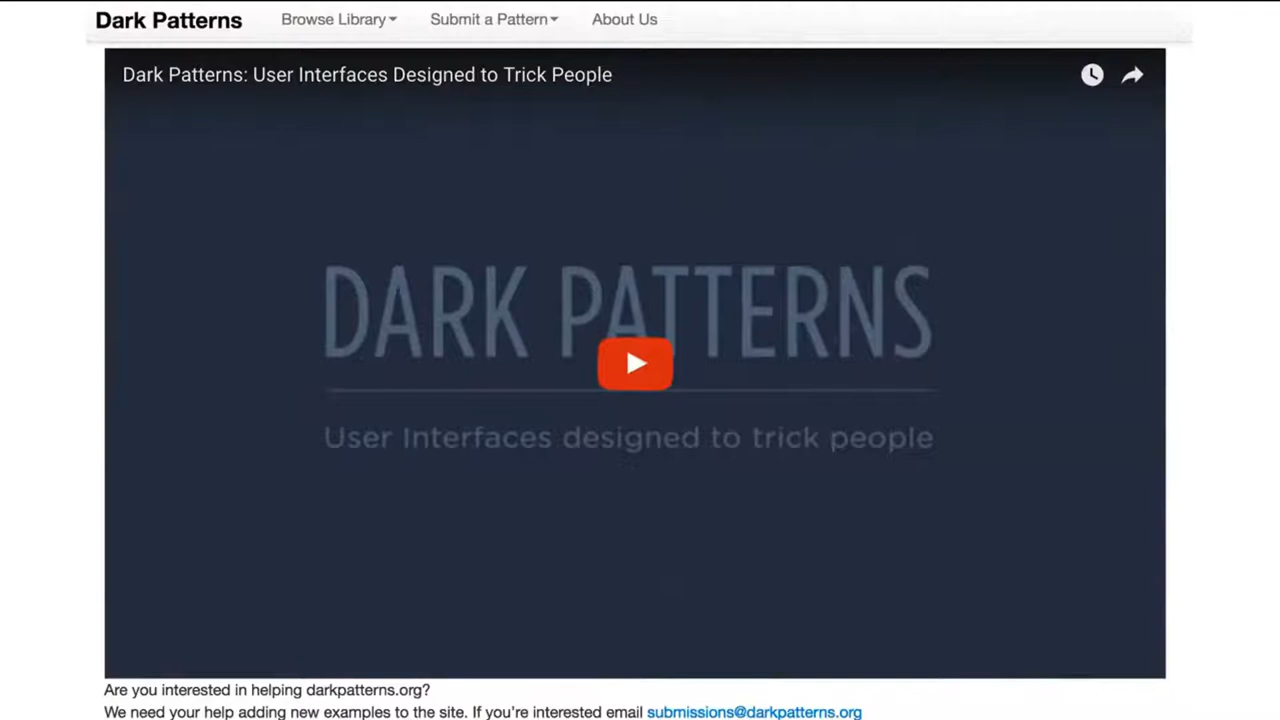 Dark Patterns Browse Library Submit a Pattern About Us
Dark Patterns: User Interfaces Designed to Trick People
DARK PATTERNS
User Interfaces designed to trick people
Are you interested in helping darkpatterns.org?
We need your help adding new examples to the site. If you're interested email submissions@darkpatterns.org